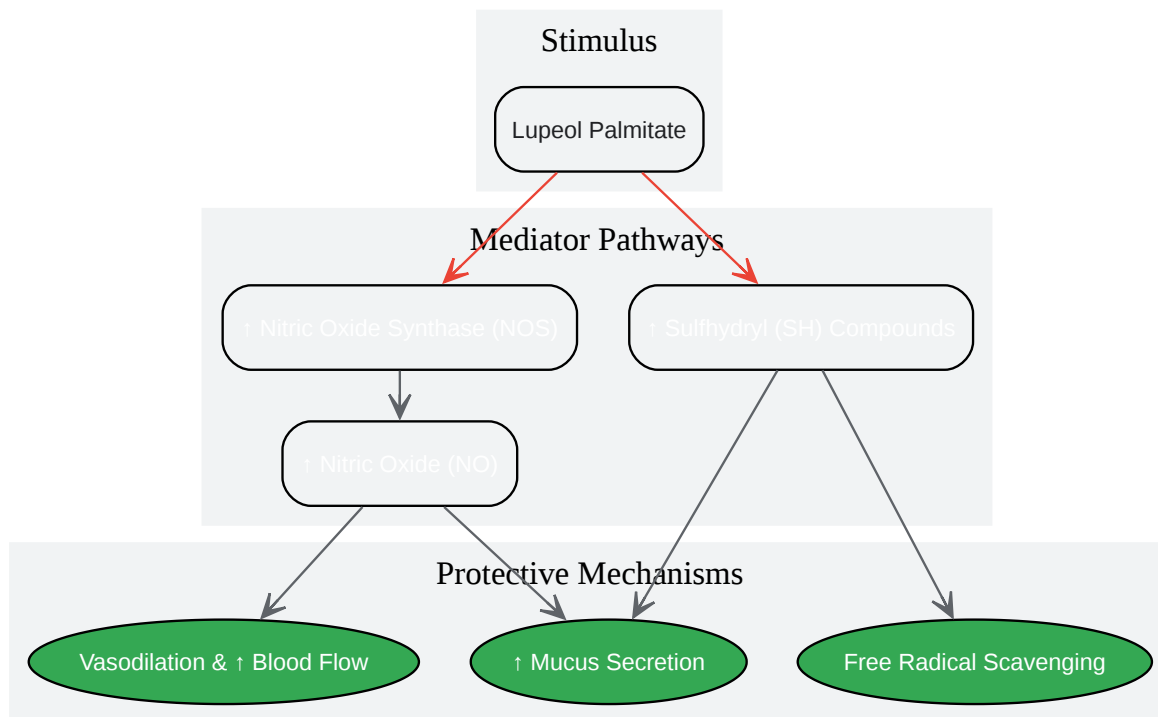 Stimulus
Lupeol Palmitate
Mediator Pathways
↑ Nitric Oxide Synthase (NOS)
↑ Sulfhydryl (SH) Compounds
↑ Nitric Oxide (NO)
Protective Mechanisms
Vasodilation & ↑ Blood Flow
↑ Mucus Secretion
Free Radical Scavenging